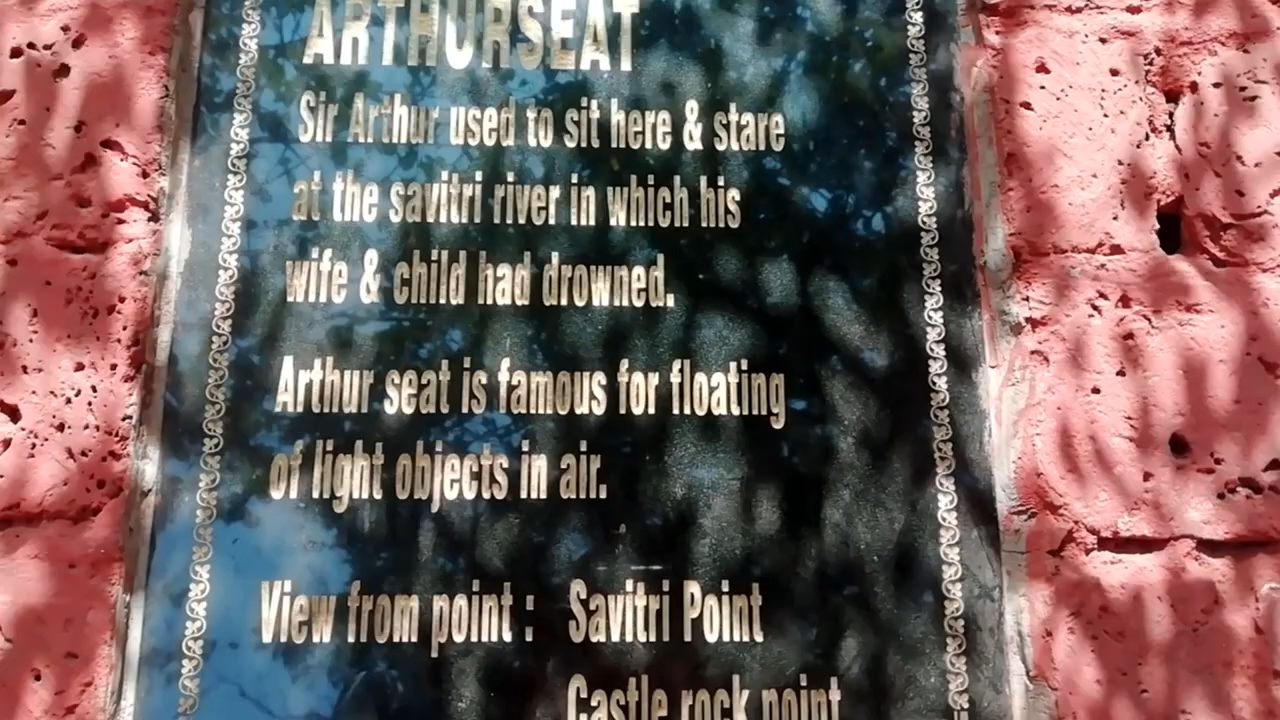 ARTHURSEAT
Sir Arthur used to sit here & stare
at the savitri river in which his
wife & child had drowned.
Arthur seat is famous for floating
of light objects in air.
View from point : Savitri Point
Castle rock point